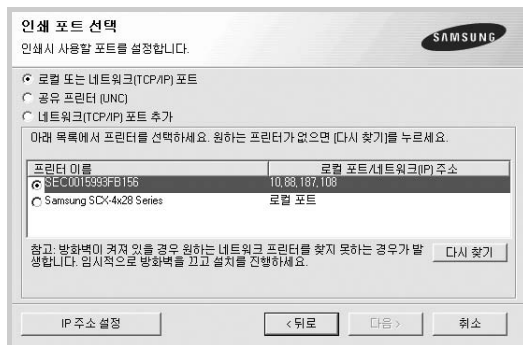 인쇄 포트 선택
인쇄시 사용할 포트를 설정합니다.
SAMSUNG
로컬 또는 네트워크(TCP/IP) 포트
공유 프린터 (UNC)
네트워크(TCP/IP) 포트 추가
아래 목록에서 프린터를 선택하세요. 원하는 프린터가 없으면 [다시 찾기]를 누르세요.
프린터 이름 로컬 포트/네트워크(IP) 주소
SEC0015993FB156 10.88.187.108
Samsung SCX-4x28 Series 로컬 포트
참고: 방화벽이 켜져 있을 경우 원하는 네트워크 프린터를 찾지 못하는 경우가 발
생합니다. 임시적으로 방화벽을 끄고 설치를 진행하세요.
다시 찾기
IP 주소 설정 < 뒤로 다음 > 취소